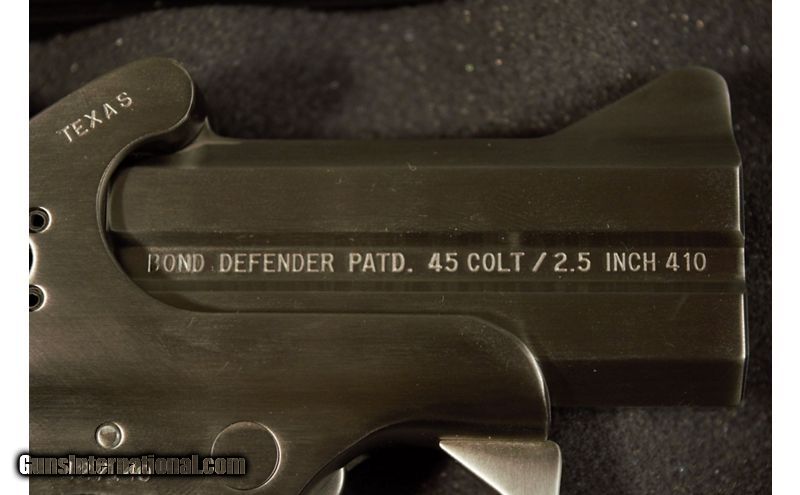 TEXAS
BOND DEFENDER PATD. 45 COLT / 2.5 INCH 410
GunsInternational.com